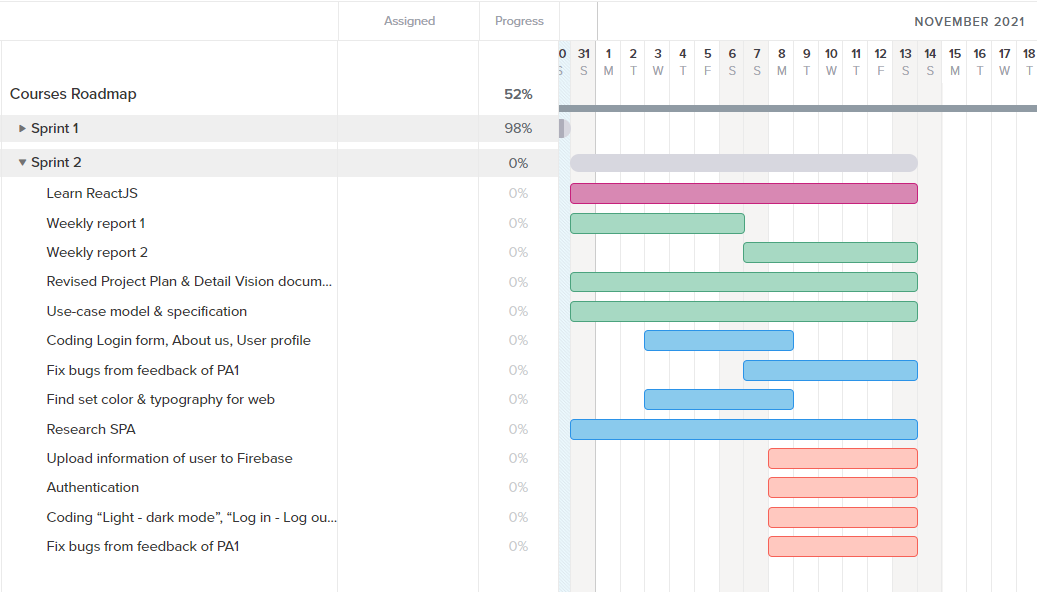 Assigned Progress NOVEMBER 2021
0 31 1 2 3 4 5 6 7 8 9 10 11 12 13 14 15 16 17 18
S S M T W T F S S M T W T F S S M T W T
Courses Roadmap 52%
Sprint 1 98%
Sprint 2 0%
Learn ReactJS 0%
Weekly report 1 0%
Weekly report 2 0%
Revised Project Plan & Detail Vision docum... 0%
Use-case model & specification 0%
Coding Login form, About us, User profile 0%
Fix bugs from feedback of PA1 0%
Find set color & typography for web 0%
Research SPA 0%
Upload information of user to Firebase 0%
Authentication 0%
Coding “Light - dark mode”, “Log in - Log ou... 0%
Fix bugs from feedback of PA1 0%